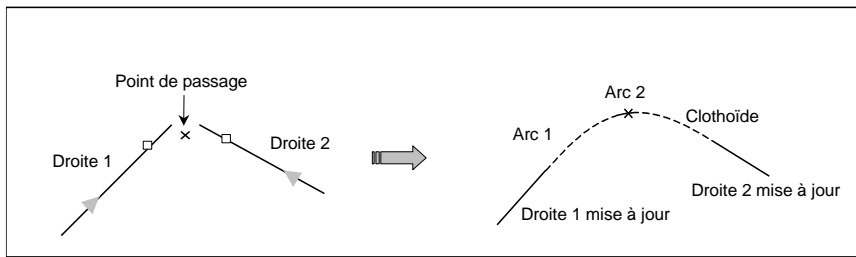 Point de passage
Droite 1
Droite 2
Arc 1
Arc 2
Clothoïde
Droite 1 mise à jour
Droite 2 mise à jour